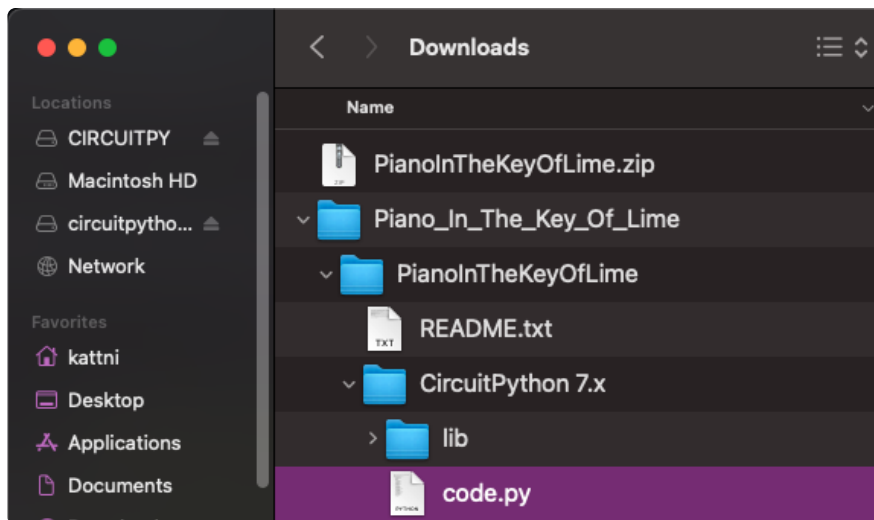 Downloads
Locations
CIRCUITPY
Macintosh HD
circuitpytho...
Network
Favorites
kattni
Desktop
Applications
Documents
Name
PianoInTheKeyOfLime.zip
ZIP
Piano_In_The_Key_Of_Lime
PianoInTheKeyOfLime
README.txt
TXT
CircuitPython 7.x
lib
code.py
PYTHON